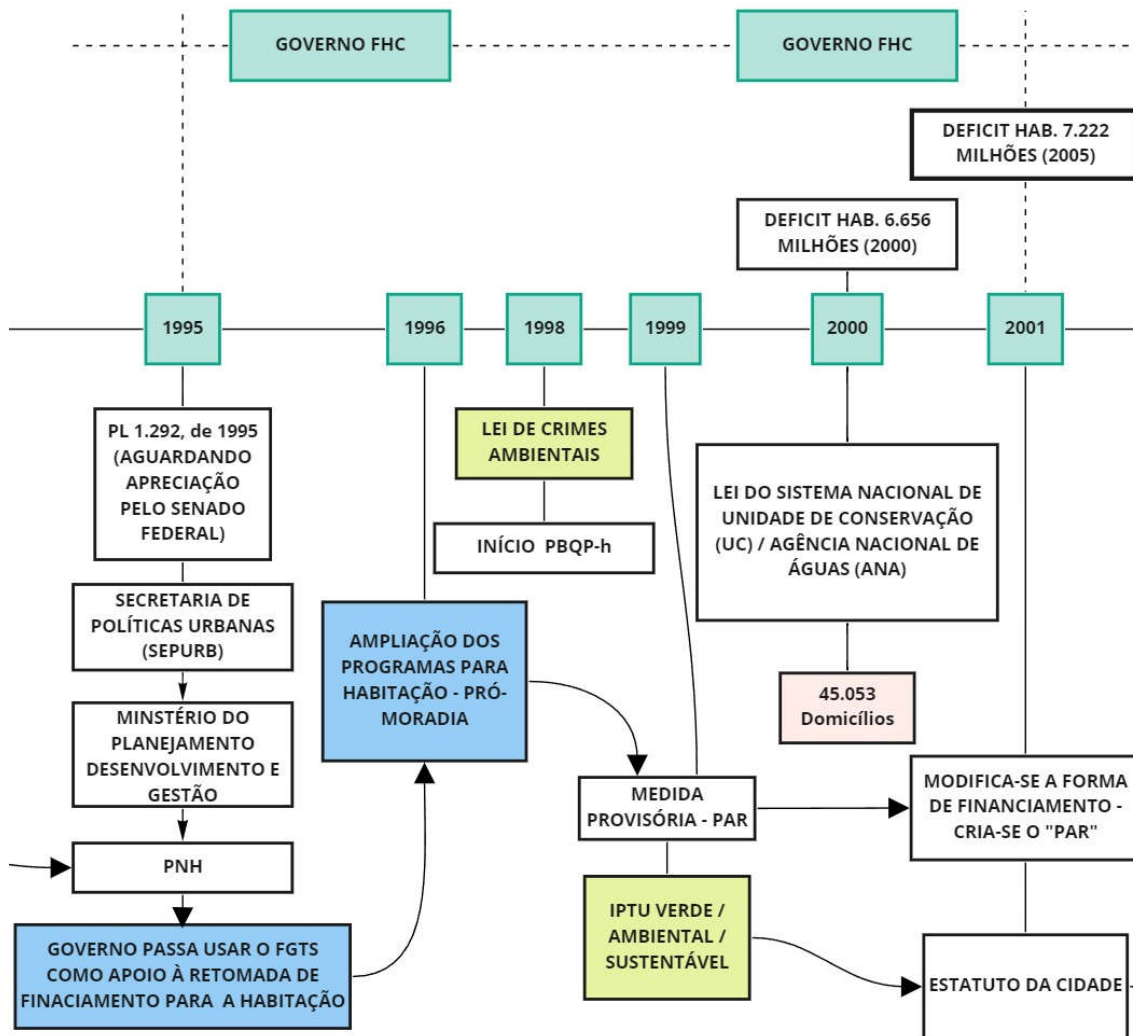 GOVERNO FHC
GOVERNO FHC
DEFICIT HAB. 7.222
MILHÕES (2005)
DEFICIT HAB. 6.656
MILHÕES (2000)
1995
1996
1998
1999
2000
2001
PL 1.292, de 1995
(AGUARDANDO
APRECIAÇÃO
PELO SENADO
FEDERAL)
SECRETARIA DE
POLÍTICAS URBANAS
(SEPURB)
MINSTÉRIO DO
PLANEJAMENTO
DESENVOLVIMENTO E
GESTÃO
PNH
GOVERNO PASSA USAR O FGTS
COMO APOIO À RETOMADA DE
FINACIAMENTO PARA A HABITAÇÃO
AMPLIAÇÃO DOS
PROGRAMAS PARA
HABITAÇÃO - PRÓ-
MORADIA
LEI DE CRIMES
AMBIENTAIS
INÍCIO PBQP-h
MEDIDA
PROVISÓRIA - PAR
IPTU VERDE /
AMBIENTAL /
SUSTENTÁVEL
LEI DO SISTEMA NACIONAL DE
UNIDADE DE CONSERVAÇÃO
(UC) / AGÊNCIA NACIONAL DE
ÁGUAS (ANA)
45.053
Domicílios
MODIFICA-SE A FORMA
DE FINANCIAMENTO -
CRIA-SE O "PAR"
ESTATUTO DA CIDADE